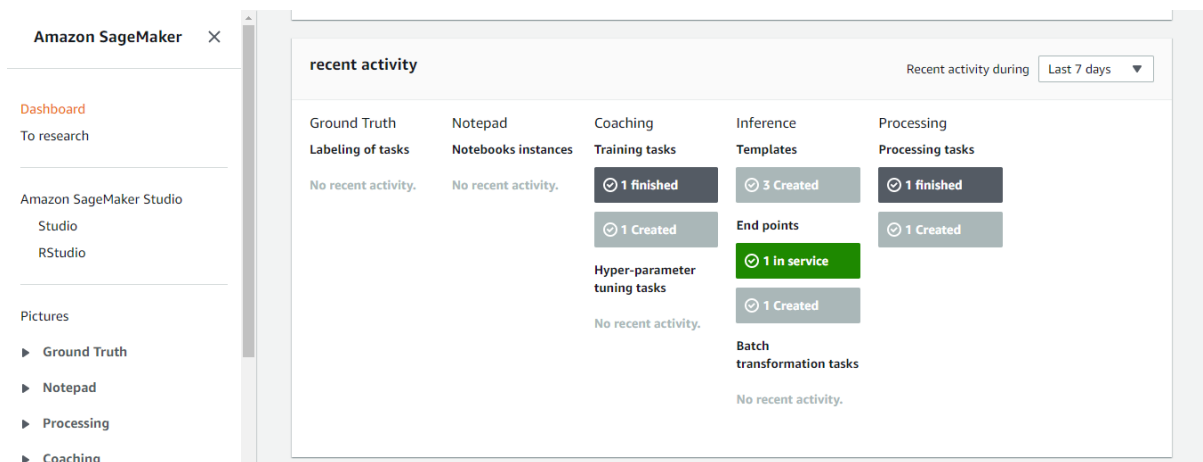 Amazon SageMaker
Dashboard
To research
Amazon SageMaker Studio
Studio
RStudio
Pictures
Ground Truth
Notepad
Processing
Coaching
recent activity
Recent activity during
Last 7 days
Ground Truth
Labeling of tasks
No recent activity.
Notepad
Notebooks instances
No recent activity.
Coaching
Training tasks
1 finished
1 Created
Hyper-parameter
tuning tasks
No recent activity.
Inference
Templates
3 Created
End points
1 in service
1 Created
Batch
transformation tasks
No recent activity.
Processing
Processing tasks
1 finished
1 Created